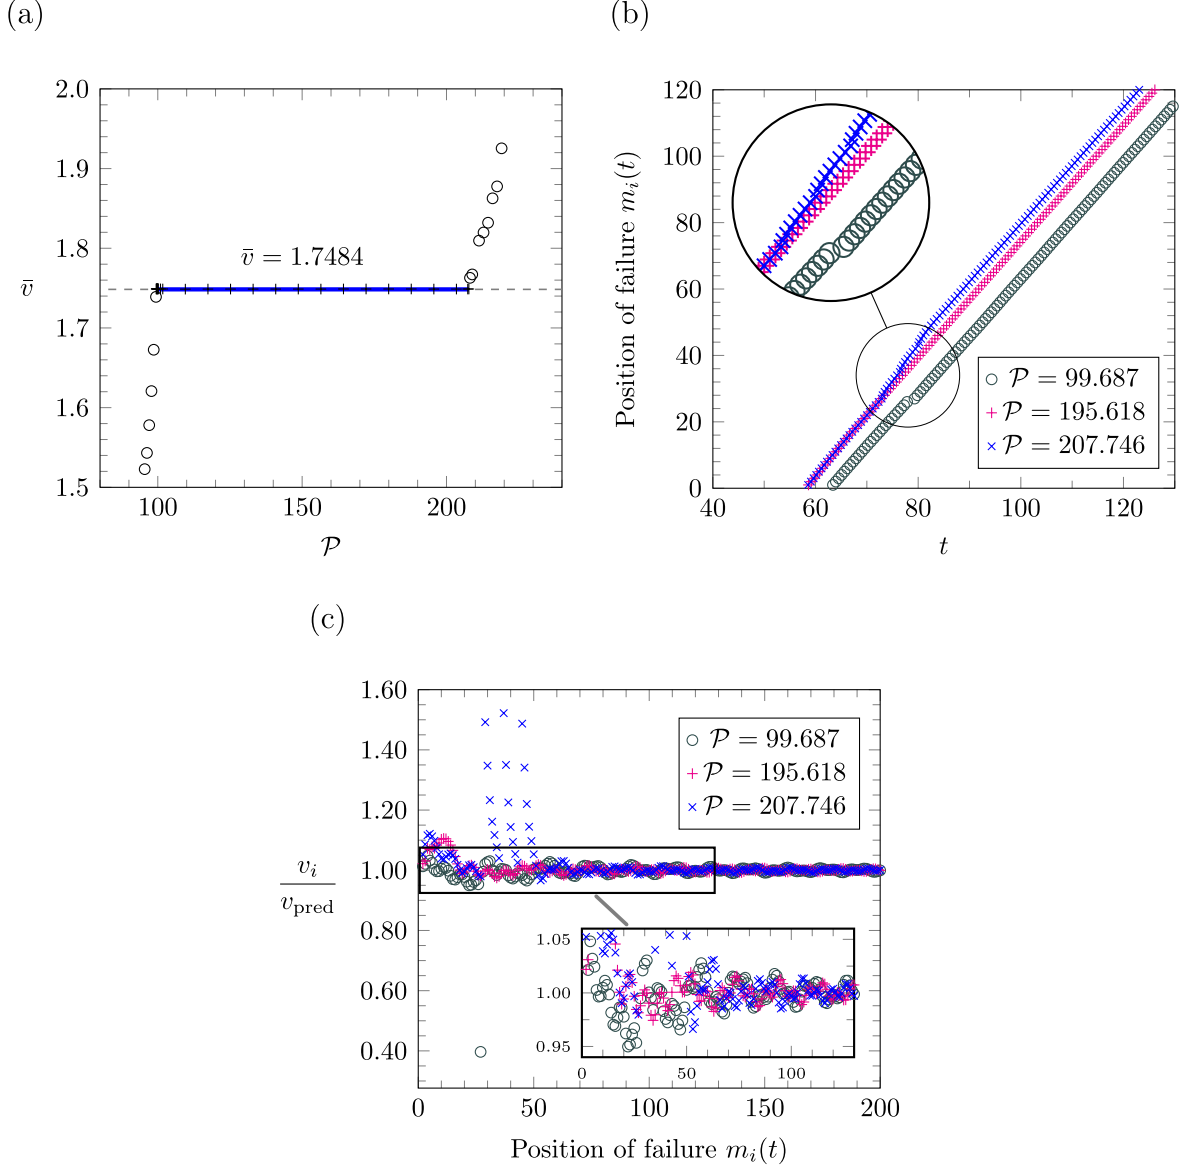 (a)
2.0
1.9
1.8
1.7
1.6
1.5
v̄
v̄ = 1.7484
100 150 200
𝒫
(b)
120
100
80
60
40
20
0
Position of failure mᵢ(t)
𝒫 = 99.687
𝒫 = 195.618
𝒫 = 207.746
40 60 80 100 120
t
(c)
1.60
1.40
1.20
1.00
0.80
0.60
0.40
vᵢ
v_pred
𝒫 = 99.687
𝒫 = 195.618
𝒫 = 207.746
1.05
1.00
0.95
0 50 100
0 50 100 150 200
Position of failure mᵢ(t)